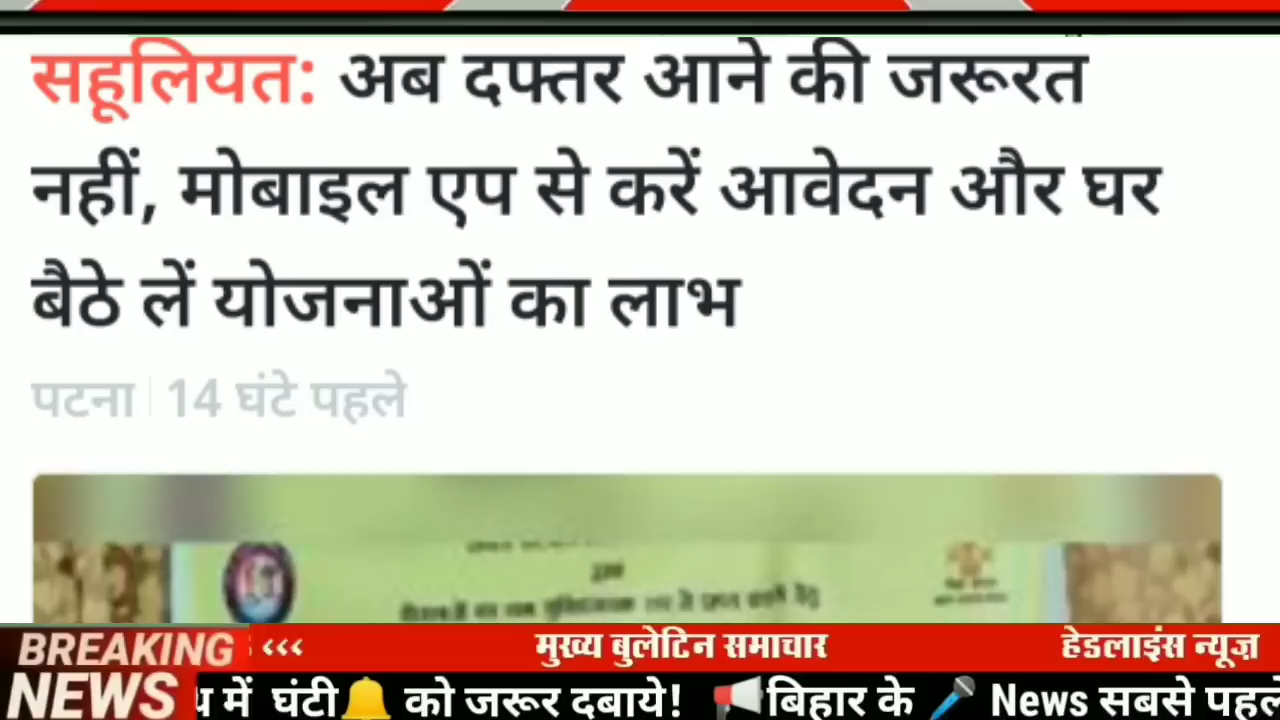 सहूलियत: अब दफ्तर आने की जरूरत
नहीं, मोबाइल एप से करें आवेदन और घर
बैठे लें योजनाओं का लाभ
पटना | 14 घंटे पहले
BREAKING
NEWS
<<< मुख्य बुलेटिन समाचार हेडलाइंस न्यूज़
में घंटी🔔 को जरूर दबाये! 📢बिहार के 🎤 News सबसे पहले